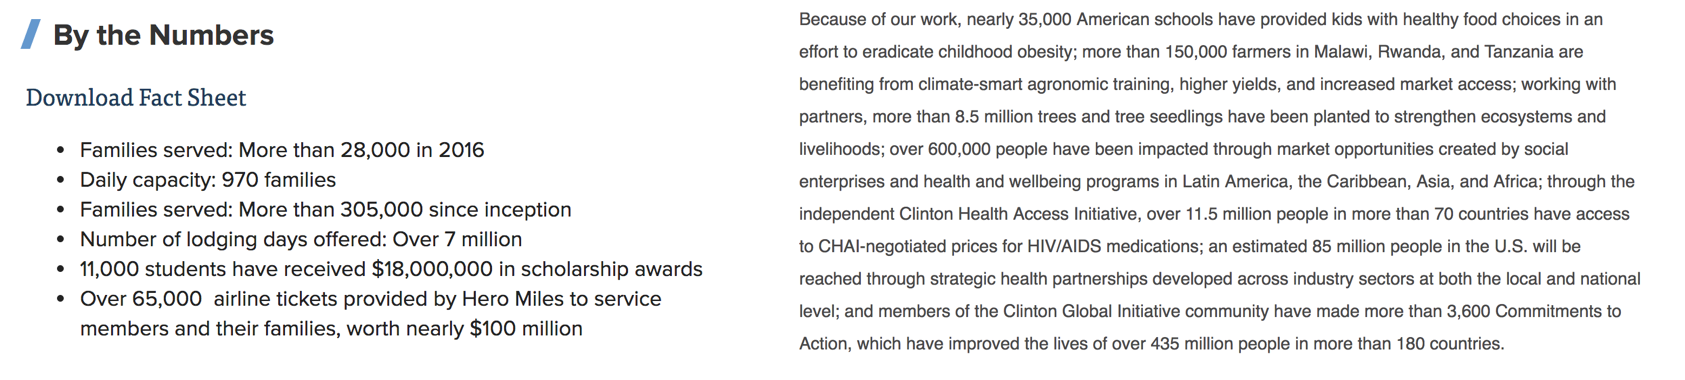 By the Numbers
Download Fact Sheet
• Families served: More than 28,000 in 2016
• Daily capacity: 970 families
• Families served: More than 305,000 since inception
• Number of lodging days offered: Over 7 million
• 11,000 students have received $18,000,000 in scholarship awards
• Over 65,000  airline tickets provided by Hero Miles to service
members and their families, worth nearly $100 million
Because of our work, nearly 35,000 American schools have provided kids with healthy food choices in an
effort to eradicate childhood obesity; more than 150,000 farmers in Malawi, Rwanda, and Tanzania are
benefiting from climate-smart agronomic training, higher yields, and increased market access; working with
partners, more than 8.5 million trees and tree seedlings have been planted to strengthen ecosystems and
livelihoods; over 600,000 people have been impacted through market opportunities created by social
enterprises and health and wellbeing programs in Latin America, the Caribbean, Asia, and Africa; through the
independent Clinton Health Access Initiative, over 11.5 million people in more than 70 countries have access
to CHAI-negotiated prices for HIV/AIDS medications; an estimated 85 million people in the U.S. will be
reached through strategic health partnerships developed across industry sectors at both the local and national
level; and members of the Clinton Global Initiative community have made more than 3,600 Commitments to
Action, which have improved the lives of over 435 million people in more than 180 countries.